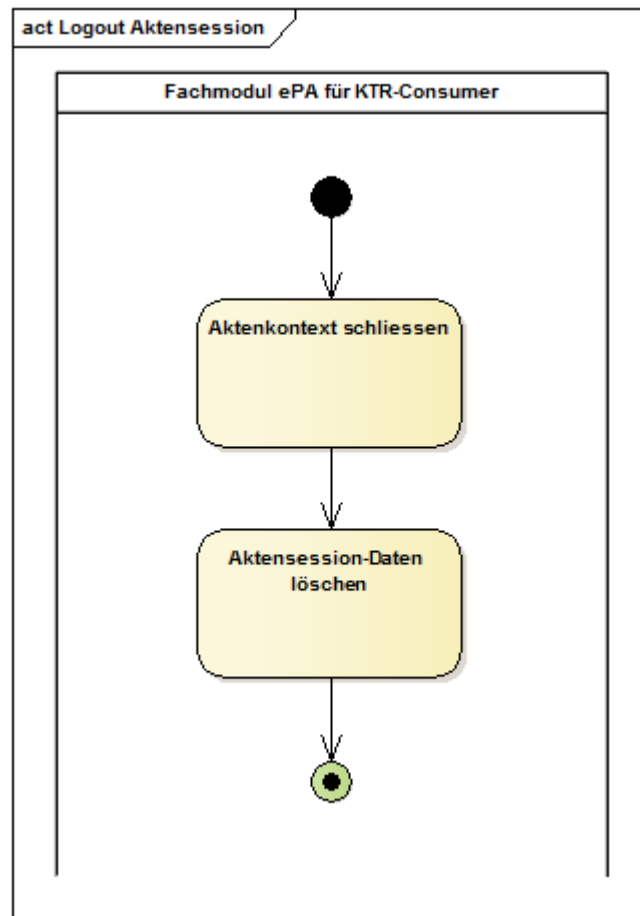 act Logout Aktensession
Fachmodul ePA für KTR-Consumer
Aktenkontext schliessen
Aktensession-Daten
löschen